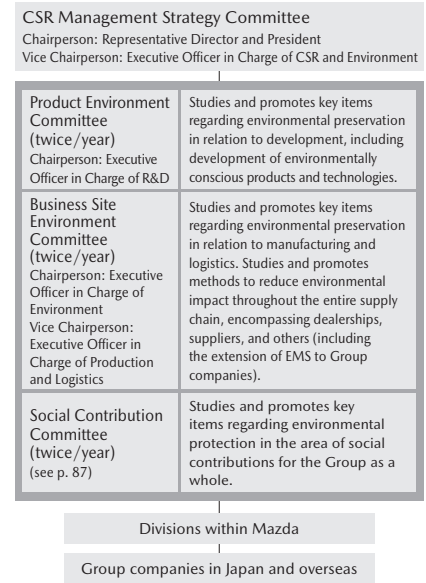 CSR Management Strategy Committee
Chairperson: Representative Director and President
Vice Chairperson: Executive Officer in Charge of CSR and Environment
Product Environment
Committee
(twice/year)
Chairperson: Executive
Officer in Charge of R&D
Studies and promotes key items
regarding environmental preservation
in relation to development, including
development of environmentally
conscious products and technologies.
Business Site
Environment
Committee
(twice/year)
Chairperson: Executive
Officer in Charge of
Environment
Vice Chairperson:
Executive Officer in
Charge of Production
and Logistics
Studies and promotes key items
regarding environmental preservation
in relation to manufacturing and
logistics. Studies and promotes
methods to reduce environmental
impact throughout the entire supply
chain, encompassing dealerships,
suppliers, and others (including
the extension of EMS to Group
companies).
Social Contribution
Committee
(twice/year)
(see p. 87)
Studies and promotes key
items regarding environmental
protection in the area of social
contributions for the Group as a
whole.
Divisions within Mazda
Group companies in Japan and overseas